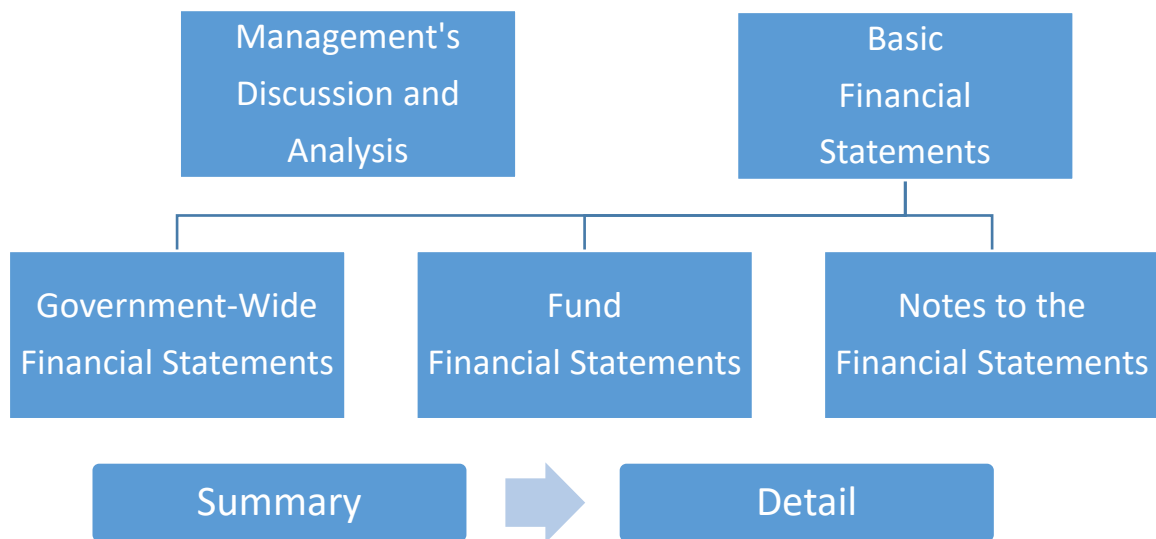 Management's
Discussion and
Analysis
Basic
Financial
Statements
Government-Wide
Financial Statements
Fund
Financial Statements
Notes to the
Financial Statements
Summary
Detail